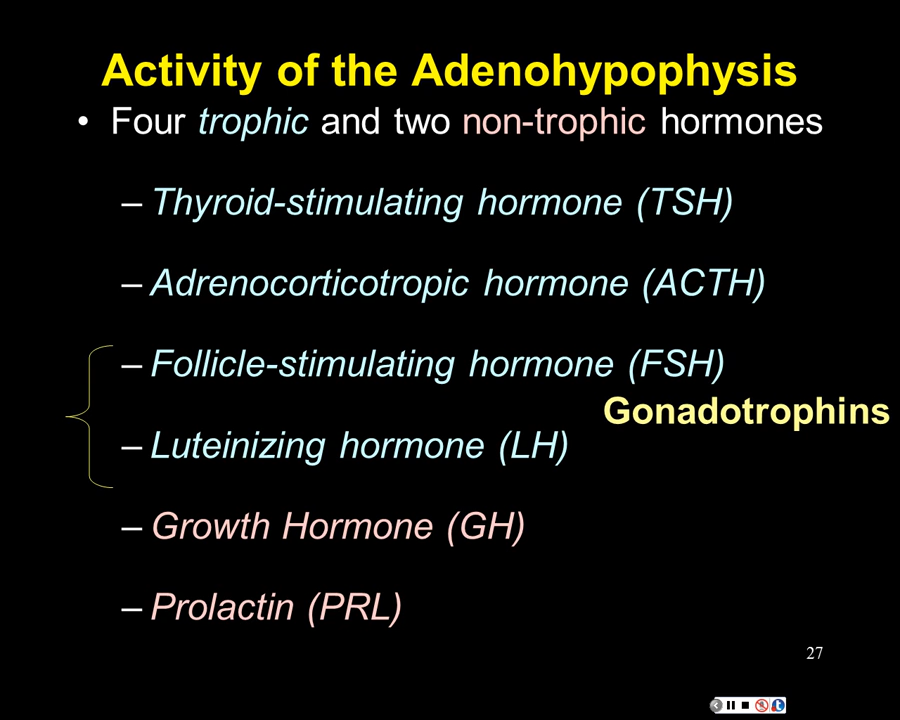 Activity of the Adenohypophysis
• Four trophic and two non-trophic hormones
– Thyroid-stimulating hormone (TSH)
– Adrenocorticotropic hormone (ACTH)
– Follicle-stimulating hormone (FSH)
Gonadotrophins
– Luteinizing hormone (LH)
– Growth Hormone (GH)
– Prolactin (PRL)
27